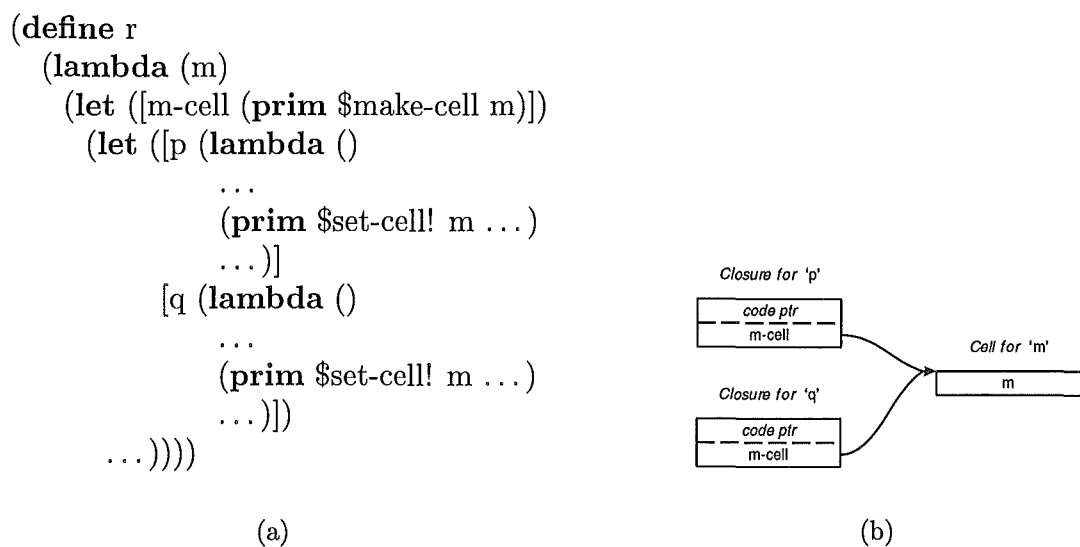 (define r
(lambda (m)
(let ([m-cell (prim $make-cell m)])
(let ([p (lambda ()
...
(prim $set-cell! m ...)
...)]
[q (lambda ()
...
(prim $set-cell! m ...)
...)])
...))))
(a)
Closure for 'p'
code ptr
m-cell
Closure for 'q'
code ptr
m-cell
Cell for 'm'
m
(b)